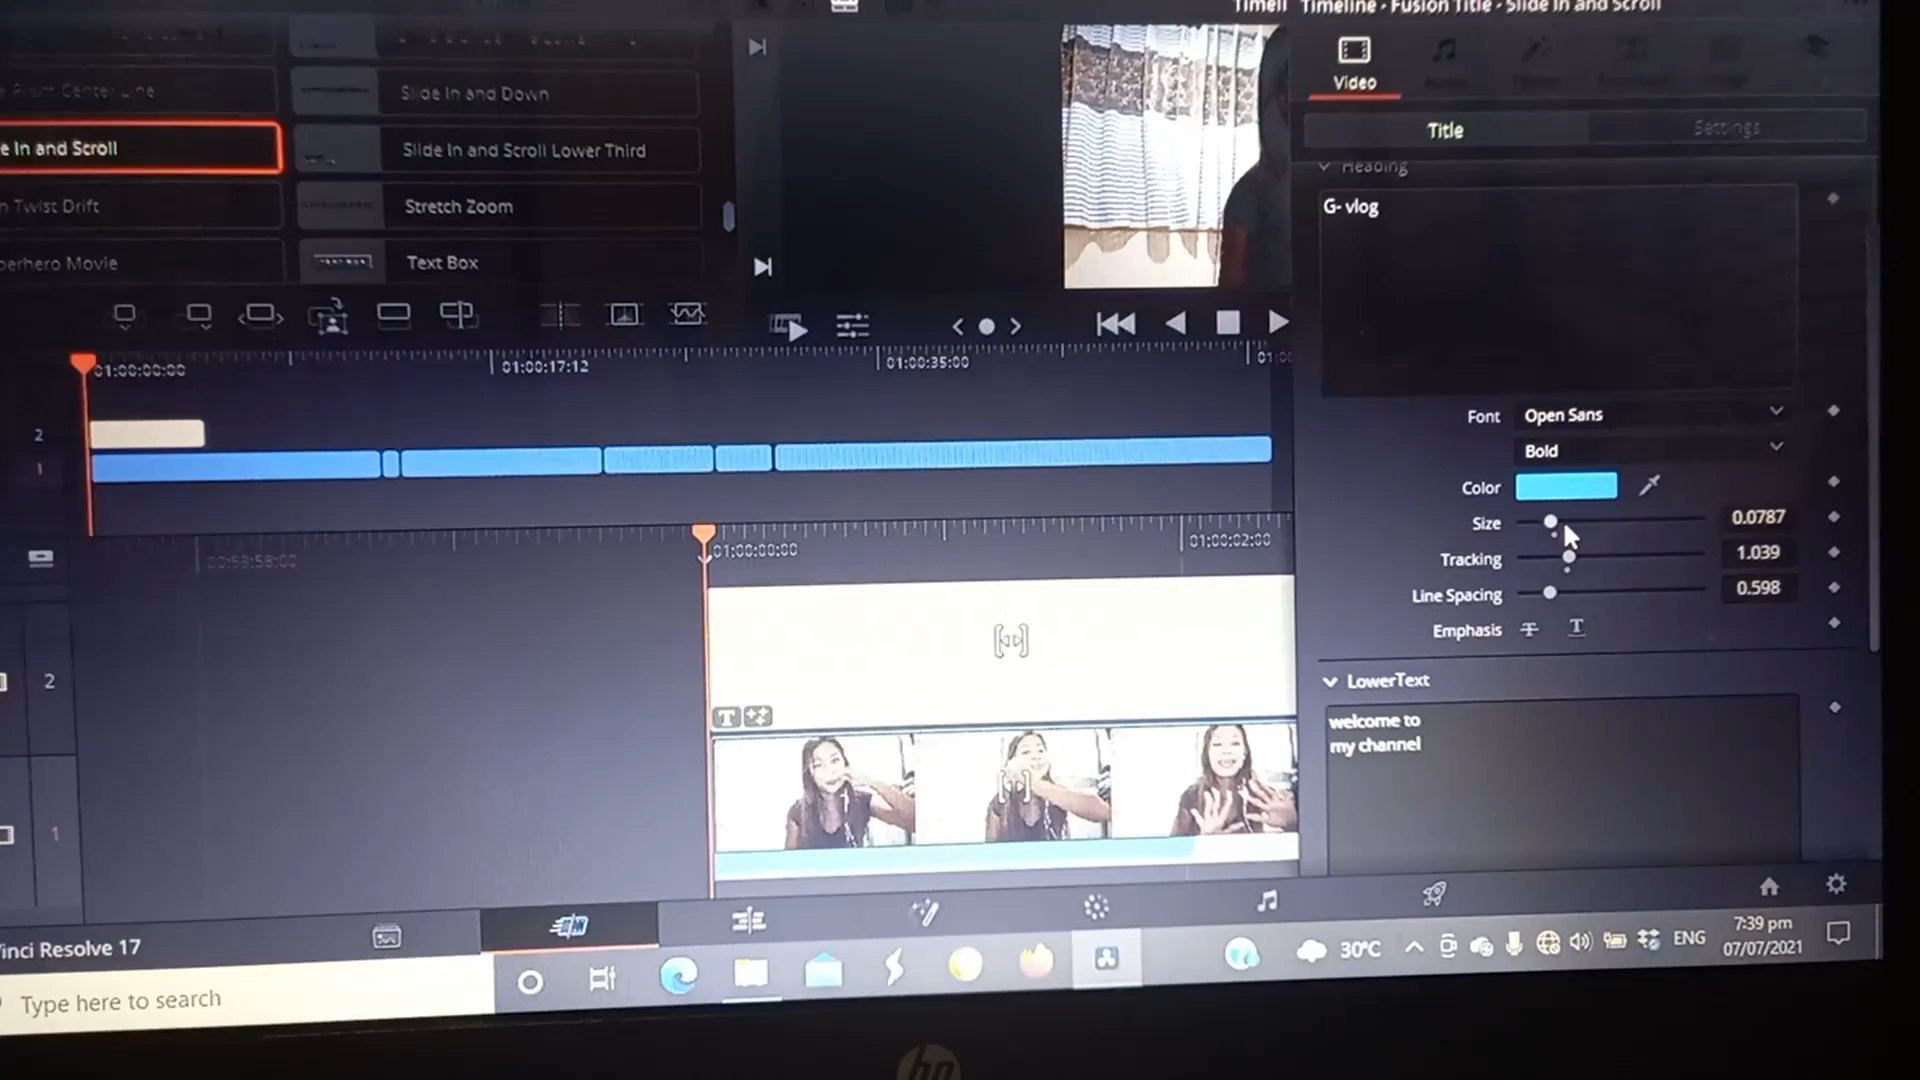 Timeli
Timeline - Fusion Title - Slide In and Scroll
Video
Title
Settings
Heading
G- vlog
From Center Line
Slide In and Down
e In and Scroll
Slide In and Scroll Lower Third
n Twist Drift
Stretch Zoom
perhero Movie
Text Box
01:00:00:00
01:00:17:12
01:00:35:00
01:00
2
1
Font
Open Sans
Bold
Color
Size
0.0787
Tracking
1.039
Line Spacing
0.598
Emphasis
T
T
00:59:58:00
01:00:00:00
01:00:02:00
2
T
1
LowerText
welcome to
my channel
inci Resolve 17
Type here to search
30°C
ENG
7:39 pm
07/07/2021
hp